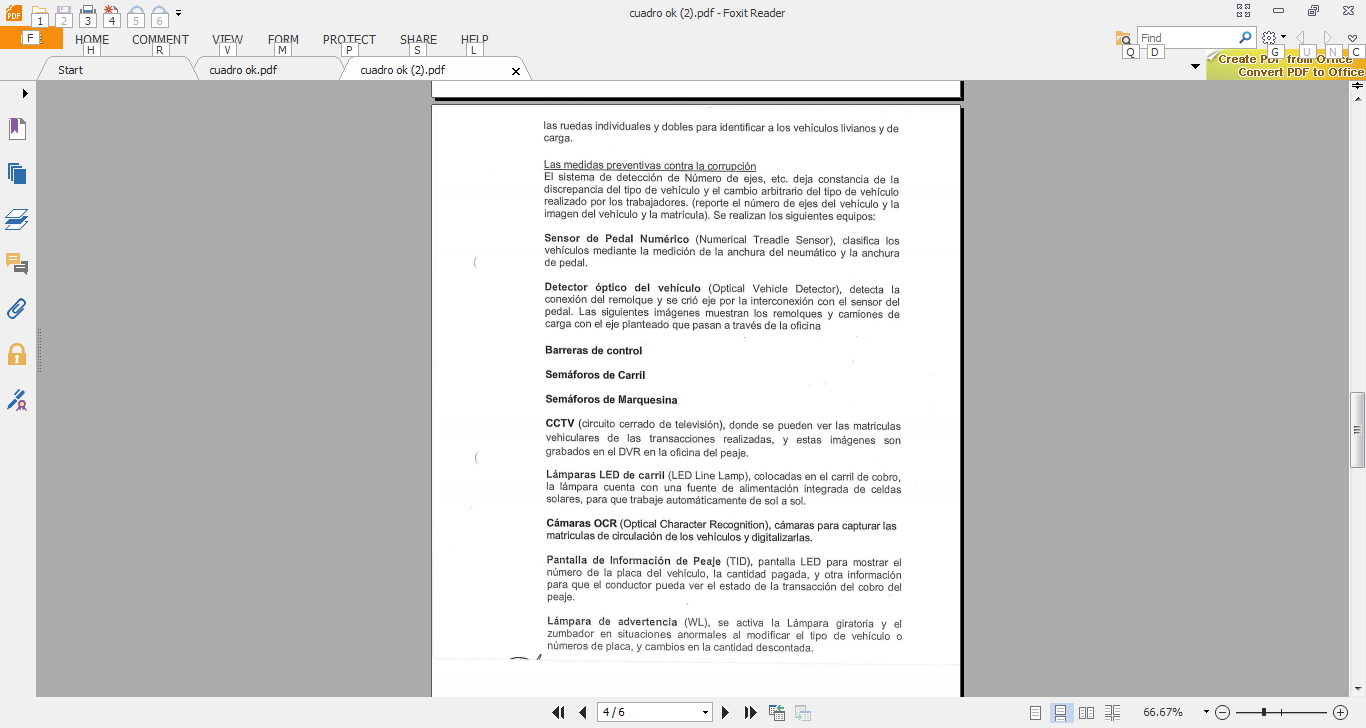 cuadro ok (2).pdf - Foxit Reader
1 2 3 4 5 6
F HOME COMMENT VIEW FORM PROTECT SHARE HELP
H R V M P S L
Find
Q D G U N C
Start cuadro ok.pdf cuadro ok (2).pdf
Create PDF from Office
Convert PDF to Office
las ruedas individuales y dobles para identificar a los vehículos livianos y de
carga.
Las medidas preventivas contra la corrupción
El sistema de detección de Número de ejes, etc. deja constancia de la
discrepancia del tipo de vehículo y el cambio arbitrario del tipo de vehículo
realizado por los trabajadores. (reporte el número de ejes del vehículo y la
imagen del vehículo y la matrícula). Se realizan los siguientes equipos:
Sensor de Pedal Numérico (Numerical Treadle Sensor), clasifica los
vehículos mediante la medición de la anchura del neumático y la anchura
de pedal.
Detector óptico del vehículo (Optical Vehicle Detector), detecta la
conexión del remolque y se crió eje por la interconexión con el sensor del
pedal. Las siguientes imágenes muestran los remolques y camiones de
carga con el eje planteado que pasan a través de la oficina
Barreras de control
Semáforos de Carril
Semáforos de Marquesina
CCTV (circuito cerrado de televisión), donde se pueden ver las matriculas
vehiculares de las transacciones realizadas, y estas imágenes son
grabados en el DVR en la oficina del peaje.
Lámparas LED de carril (LED Line Lamp), colocadas en el carril de cobro,
la lámpara cuenta con una fuente de alimentación integrada de celdas
solares, para que trabaje automáticamente de sol a sol.
Cámaras OCR (Optical Character Recognition), cámaras para capturar las
matriculas de circulación de los vehículos y digitalizarlas.
Pantalla de Información de Peaje (TID), pantalla LED para mostrar el
número de la placa del vehículo, la cantidad pagada, y otra información
para que el conductor pueda ver el estado de la transacción del cobro del
peaje.
Lámpara de advertencia (WL), se activa la Lámpara giratoria y el
zumbador en situaciones anormales al modificar el tipo de vehículo o
números de placa, y cambios en la cantidad descontada.
4 / 6
66.67%